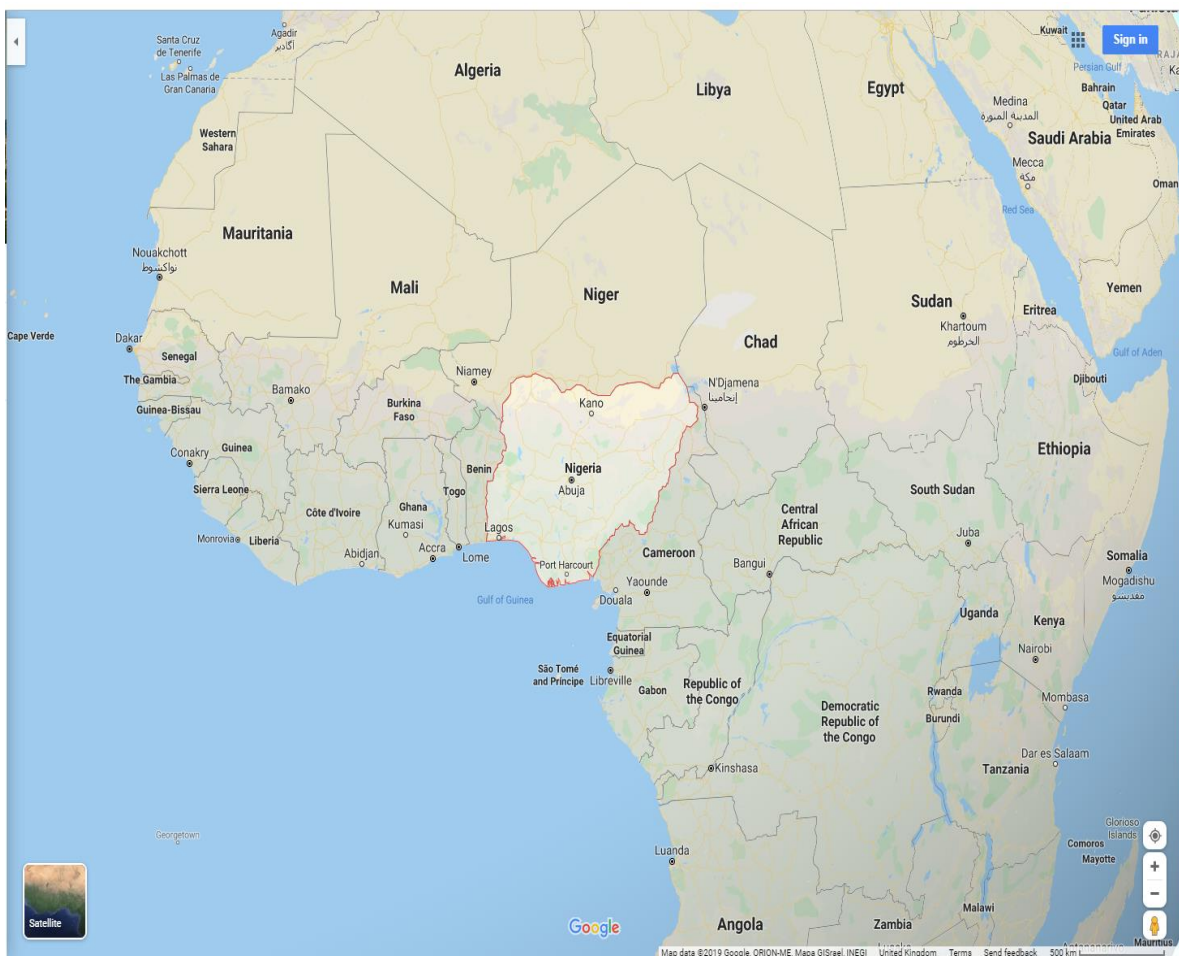 Santa Cruz
de Tenerife
Las Palmas de
Gran Canaria
Agadir
أگادير
Algeria
Libya
Egypt
Kuwait
Sign in
Persian Gulf
Bahrain
Qatar
United Arab
Emirates
Medina
المدينة المنورة
Saudi Arabia
Mecca
مكة
Oman
Red Sea
Western
Sahara
Mauritania
Nouakchott
نواكشوط
Mali
Niger
Chad
Sudan
Khartoum
الخرطوم
Eritrea
Yemen
Gulf of Aden
Cape Verde
Dakar
Senegal
The Gambia
Guinea-Bissau
Bamako
Burkina
Faso
Niamey
Kano
N'Djamena
إنجامينا
Djibouti
Ethiopia
Guinea
Conakry
Sierra Leone
Monrovia
Liberia
Côte d'Ivoire
Abidjan
Ghana
Kumasi
Accra
Togo
Lome
Benin
Nigeria
Abuja
Lagos
Port Harcourt
Gulf of Guinea
Cameroon
Yaounde
Douala
Central
African
Republic
Bangui
South Sudan
Juba
Somalia
Mogadishu
مقديشو
Uganda
Kenya
Nairobi
Mombasa
Equatorial
Guinea
São Tomé
and Príncipe
Libreville
Gabon
Republic of
the Congo
Democratic
Republic of
the Congo
Rwanda
Burundi
Dar es Salaam
Tanzania
Kinshasa
Georgetown
Luanda
Glorioso
Islands
Comoros
Mayotte
Malawi
Angola
Zambia
Mauritius
Satellite
Google
Map data ©2019 Google, ORION-ME, Mapa GISrael, INEGI United Kingdom Terms Send feedback 500 km